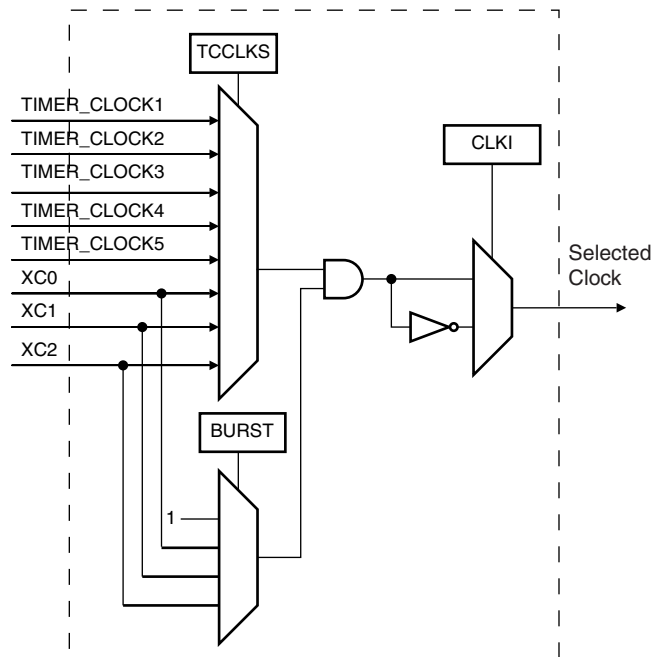 TCCLKS
TIMER_CLOCK1
TIMER_CLOCK2
TIMER_CLOCK3
TIMER_CLOCK4
TIMER_CLOCK5
XC0
XC1
XC2
CLKI
Selected
Clock
BURST
1